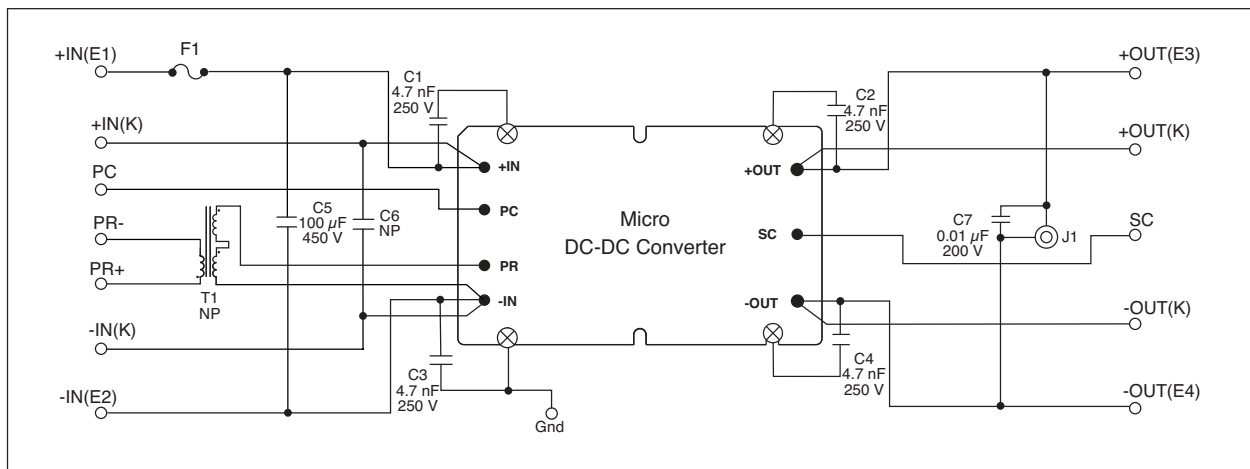 +IN(E1)
F1
+IN(K)
PC
PR-
PR+
T1
NP
-IN(K)
-IN(E2)
C5
100 µF
450 V
C6
NP
C1
4.7 nF
250 V
C3
4.7 nF
250 V
Gnd
+IN
PC
PR
-IN
Micro
DC-DC Converter
+OUT
SC
-OUT
C2
4.7 nF
250 V
C4
4.7 nF
250 V
C7
0.01 µF
200 V
J1
+OUT(E3)
+OUT(K)
SC
-OUT(K)
-OUT(E4)